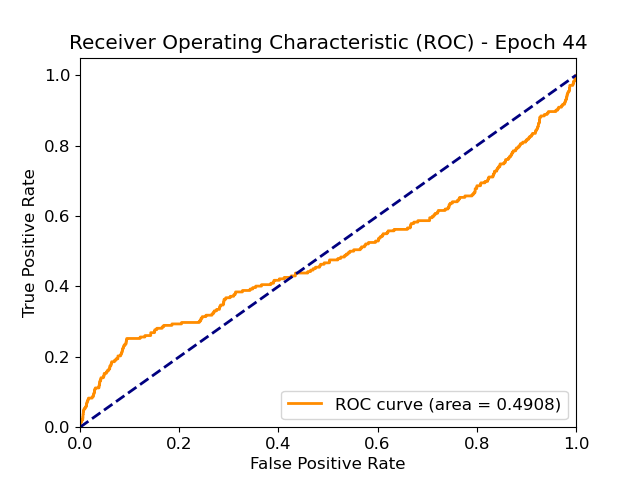 Receiver Operating Characteristic (ROC) - Epoch 44
True Positive Rate
1.0
0.8
0.6
0.4
0.2
0.0
ROC curve (area = 0.4908)
0.0 0.2 0.4 0.6 0.8 1.0
False Positive Rate